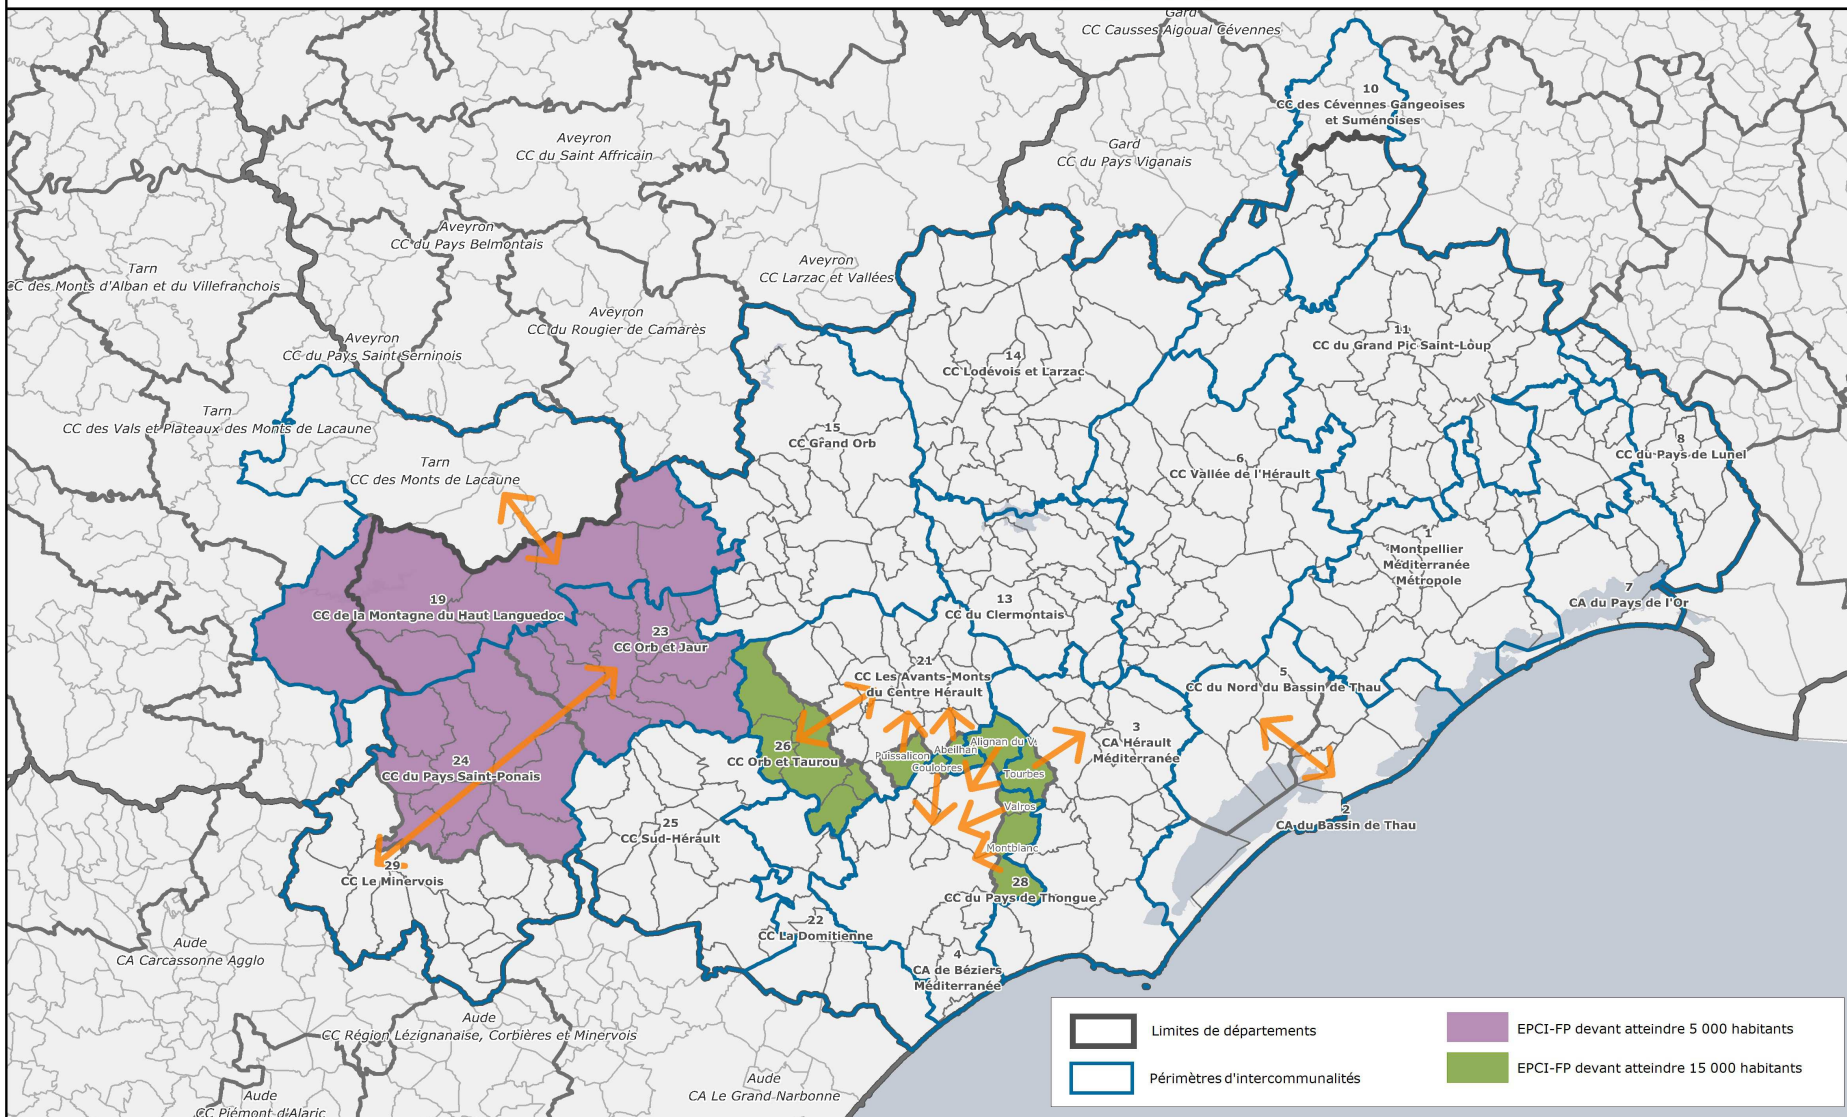 Gard
CC Causses Aigoual Cévennes
10
CC des Cévennes Gangeoises
et Suménoises
Aveyron
CC du Saint Affricain
Gard
CC du Pays Viganais
Aveyron
CC du Pays Belmontais
Aveyron
CC Larzac et Vallées
Tarn
CC des Monts d'Alban et du Villefranchois
Aveyron
CC du Rougier de Camarès
Aveyron
CC du Pays Saint Serninois
11
CC du Grand Pic Saint-Loup
14
CC Lodévois et Larzac
Tarn
CC des Vals et Plateaux des Monts de Lacaune
15
CC Grand Orb
8
CC du Pays de Lunel
6
CC Vallée de l'Hérault
Tarn
CC des Monts de Lacaune
1
Montpellier
Méditerranée
Métropole
7
CA du Pays de l'Or
19
CC de la Montagne du Haut Languedoc
13
CC du Clermontais
23
CC Orb et Jaur
21
CC Les Avants-Monts
du Centre Hérault
5
CC du Nord du Bassin de Thau
3
CA Hérault
Méditerranée
26
CC Orb et Taurou
Puissalicon
Abeilhan
Alignan du V.
Coulobres
Tourbes
24
CC du Pays Saint-Ponais
Valros
2
CA du Bassin de Thau
25
CC Sud-Hérault
Montblanc
29
CC Le Minervois
28
CC du Pays de Thongue
22
CC La Domitienne
Aude
CA Carcassonne Agglo
4
CA de Béziers
Méditerranée
Aude
CC Région Lézignanaise, Corbières et Minervois
Aude
CA Le Grand Narbonne
Aude
CC Piémont d'Alaric
Limites de départements
Périmètres d'intercommunalités
EPCI-FP devant atteindre 5 000 habitants
EPCI-FP devant atteindre 15 000 habitants